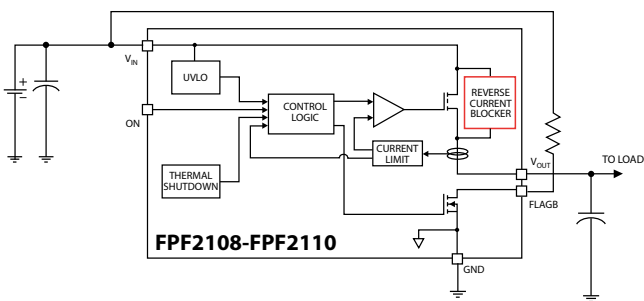 V_IN
UVLO
ON
CONTROL
LOGIC
REVERSE
CURRENT
BLOCKER
CURRENT
LIMIT
THERMAL
SHUTDOWN
V_OUT
TO LOAD
FLAGB
FPF2108-FPF2110
GND
+
−